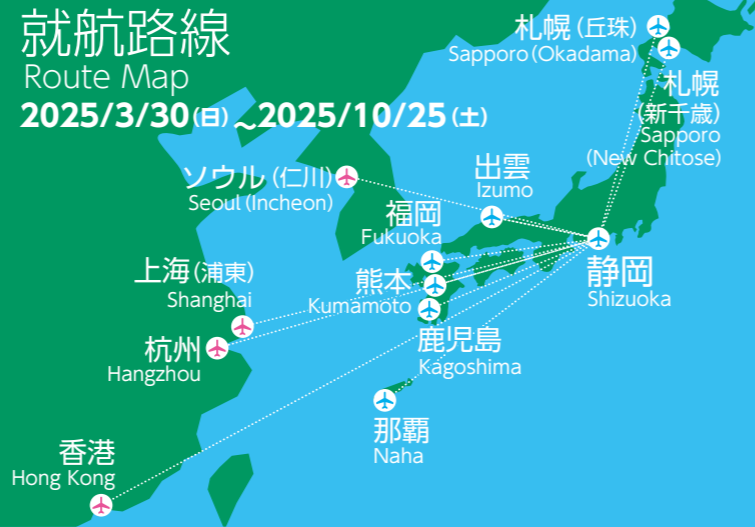 就航路線
Route Map
2025/3/30(日)～2025/10/25(土)
札幌(丘珠)
Sapporo(Okadama)
札幌
(新千歳)
Sapporo
(New Chitose)
ソウル(仁川)
Seoul(Incheon)
出雲
Izumo
福岡
Fukuoka
静岡
Shizuoka
上海(浦東)
Shanghai
熊本
Kumamoto
杭州
Hangzhou
鹿児島
Kagoshima
那覇
Naha
香港
Hong Kong